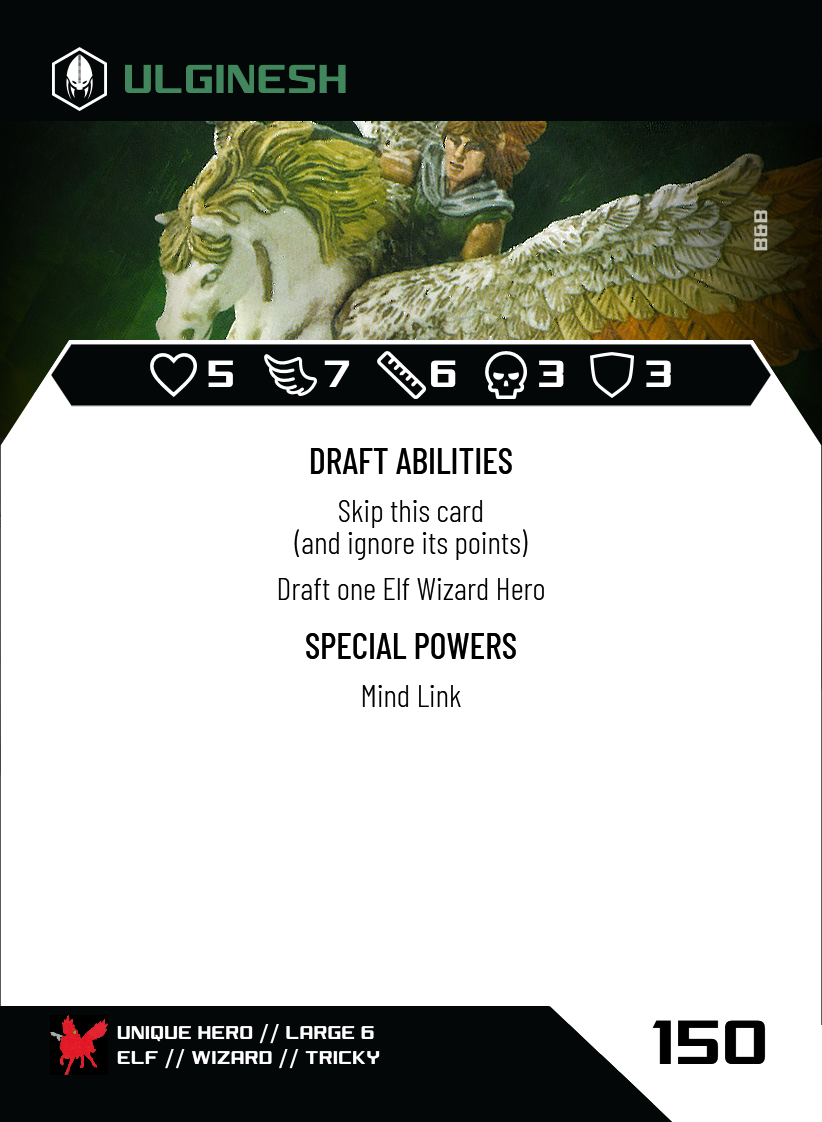 ULGINESH
B&B
5 7 6 3 3
DRAFT ABILITIES
Skip this card
(and ignore its points)
Draft one Elf Wizard Hero
SPECIAL POWERS
Mind Link
UNIQUE HERO // LARGE 6
ELF // WIZARD // TRICKY
150